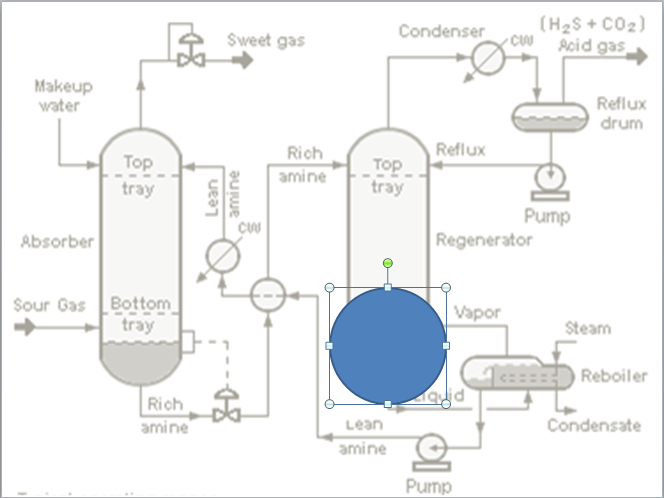 Sweet gas
Condenser
CW
(H2S + CO2)
Acid gas
Makeup
water
Reflux
drum
Top
tray
Lean
amine
Rich
amine
Top
tray
Reflux
Pump
CW
Absorber
Regenerator
Sour Gas
Bottom
tray
Vapor
Steam
Reboiler
Liquid
Rich
amine
Lean
amine
Condensate
Pump